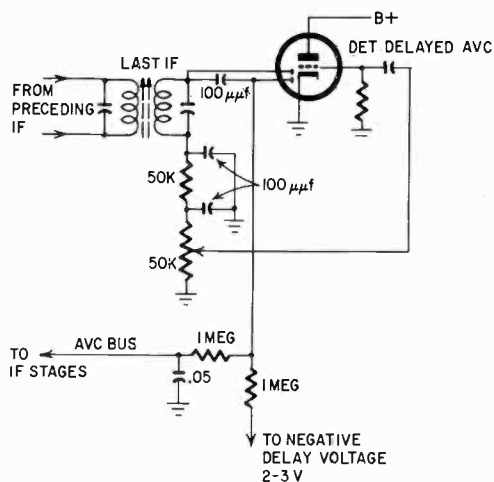 B+
LAST IF
DET DELAYED AVC
FROM
PRECEDING
IF
100 µµf
50K
100 µµf
50K
AVC BUS
1 MEG
TO
IF STAGES
.05
1 MEG
TO NEGATIVE
DELAY VOLTAGE
2-3 V